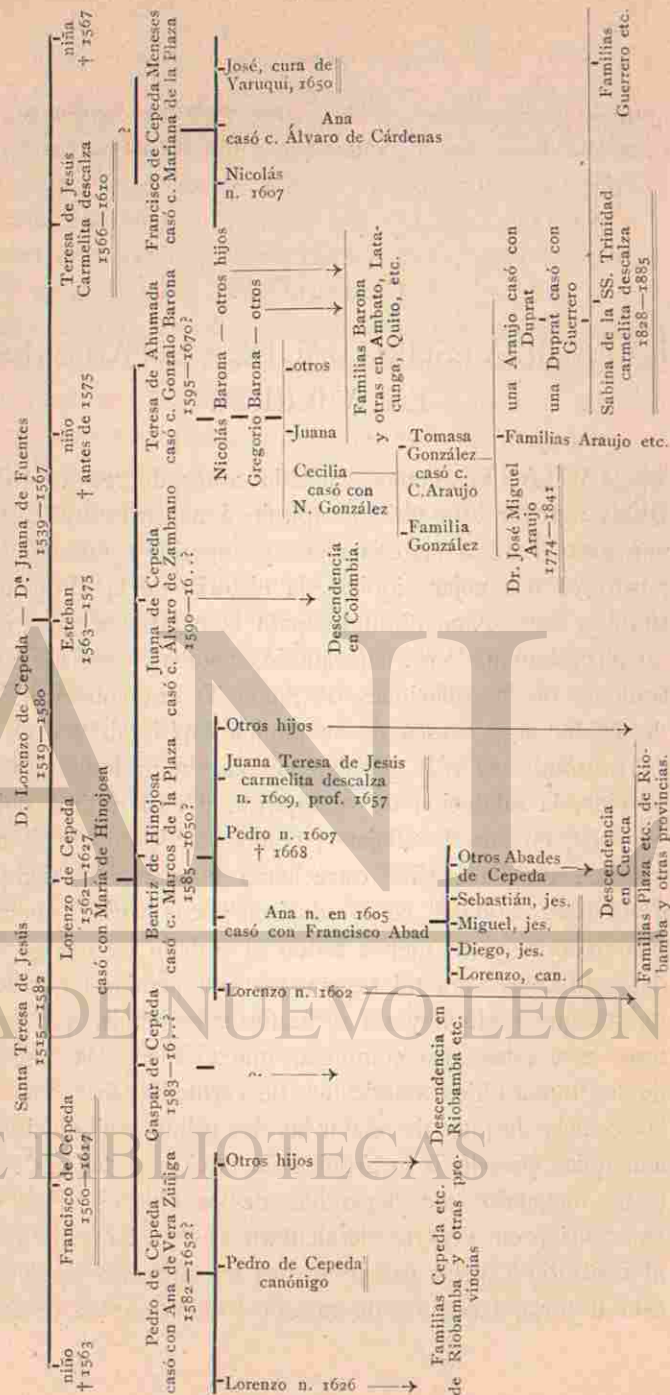 Santa Teresa de Jesús
1515—1582
D. Lorenzo de Cepeda — Dª. Juana de Fuentes
1519—1580
1539—1567
niño
† 1563
Francisco de Cepeda
1560—1617
Lorenzo de Cepeda
1562—1627
casó con María de Hinojosa
Esteban
1563—1575
niño
† antes de 1575
Teresa de Jesús
Carmelita descalza
1566—1610
niña
† 1567
Pedro de Cepeda
casó con Ana de Vera Zúñiga
1582—1652?
Gaspar de Cepeda
1583—16..?
Beatriz de Hinojosa
casó c. Marcos de la Plaza
1585—1650?
Juana de Cepeda
casó c. Álvaro de Zambrano
1590—16..?
Teresa de Ahumada
casó c. Gonzalo Barona
1595—1670?
?
Francisco de Cepeda Meneses
casó c. Mariana de la Plaza
Lorenzo n. 1626
Pedro de Cepeda
canónigo
Otros hijos
Familias Cepeda etc.
de Riobamba y otras pro-
vincias
Descendencia en
Riobamba etc.
Lorenzo n. 1602
Ana n. en 1605
casó con Francisco Abad
Pedro n. 1607
† 1668
Juana Teresa de Jesús
carmelita descalza
n. 1609, prof. 1657
Otros hijos
Lorenzo, can.
Diego, jes.
Miguel, jes.
Sebastián, jes.
Otros Abades
de Cepeda
Descendencia
en Cuenca
Familias Plaza etc. de Rio-
bamba y otras provincias.
Descendencia
en Colombia.
Nicolás Barona — otros hijos
Gregorio Barona — otros
Cecilia
casó con
N. González
Juana
otros
Familias Barona
y otras en Ambato, Lata-
cunga, Quito, etc.
Familia
González
Tomasa
González
casó c.
C. Araujo
Dr. José Miguel
Araujo
1774—1841
Familias Araujo etc.
una Araujo casó con
Duprat
una Duprat casó con
Guerrero
Sabina de la SS. Trinidad
carmelita descalza
1828—1885
Familias
Guerrero etc.
Nicolás
n. 1607
Ana
casó c. Álvaro de Cárdenas
José, cura de
Yaruquí, 1650
ANL
A DE NUEVO LEÓN
E BIBLIOTECAS